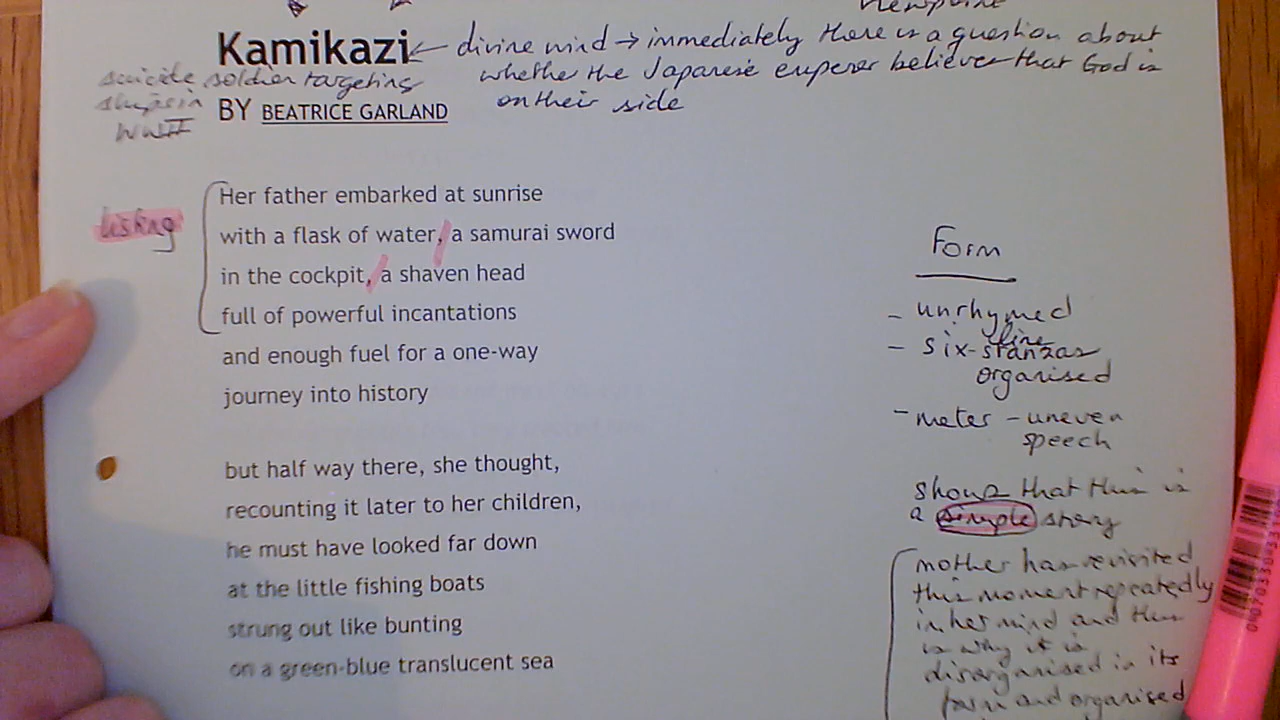 viewpoint
Kamikazi
← divine wind → immediately there is a question about
whether the Japanese emperor believes that God is
on their side
suicide soldier targeting
ships in
WWII
BY BEATRICE GARLAND
Her father embarked at sunrise
with a flask of water, a samurai sword
in the cockpit, a shaven head
full of powerful incantations
and enough fuel for a one-way
journey into history
listing
but half way there, she thought,
recounting it later to her children,
he must have looked far down
at the little fishing boats
strung out like bunting
on a green-blue translucent sea
Form
- unrhymed
- six-line stanzas
organised
- meter - uneven
speech
shows that this is
a simple story
mother has revisited
this moment repeatedly
in her mind and this
is why it is
disorganised in its
form and organised